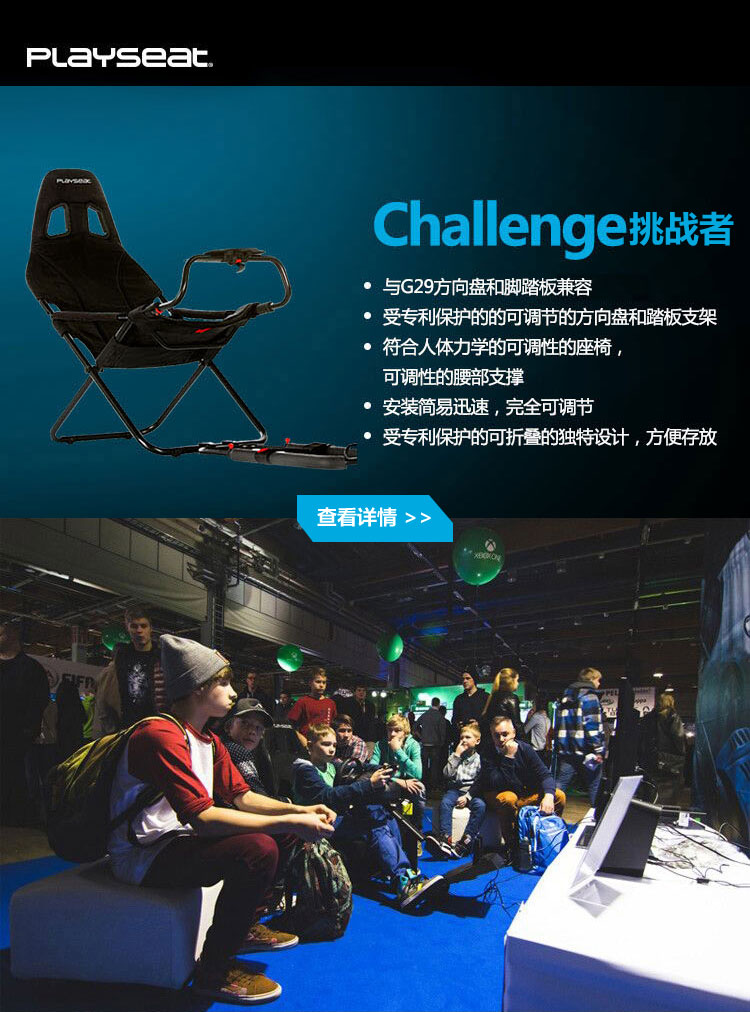 PLAYSEAT®
PLAYSEAT
Challenge挑战者
• 与G29方向盘和脚踏板兼容
• 受专利保护的的可调节的方向盘和踏板支架
• 符合人体力学的可调性的座椅，
可调性的腰部支撑
• 安装简易迅速，完全可调节
• 受专利保护的可折叠的独特设计，方便存放
查看详情 >>
XBOX ONE
FIFA